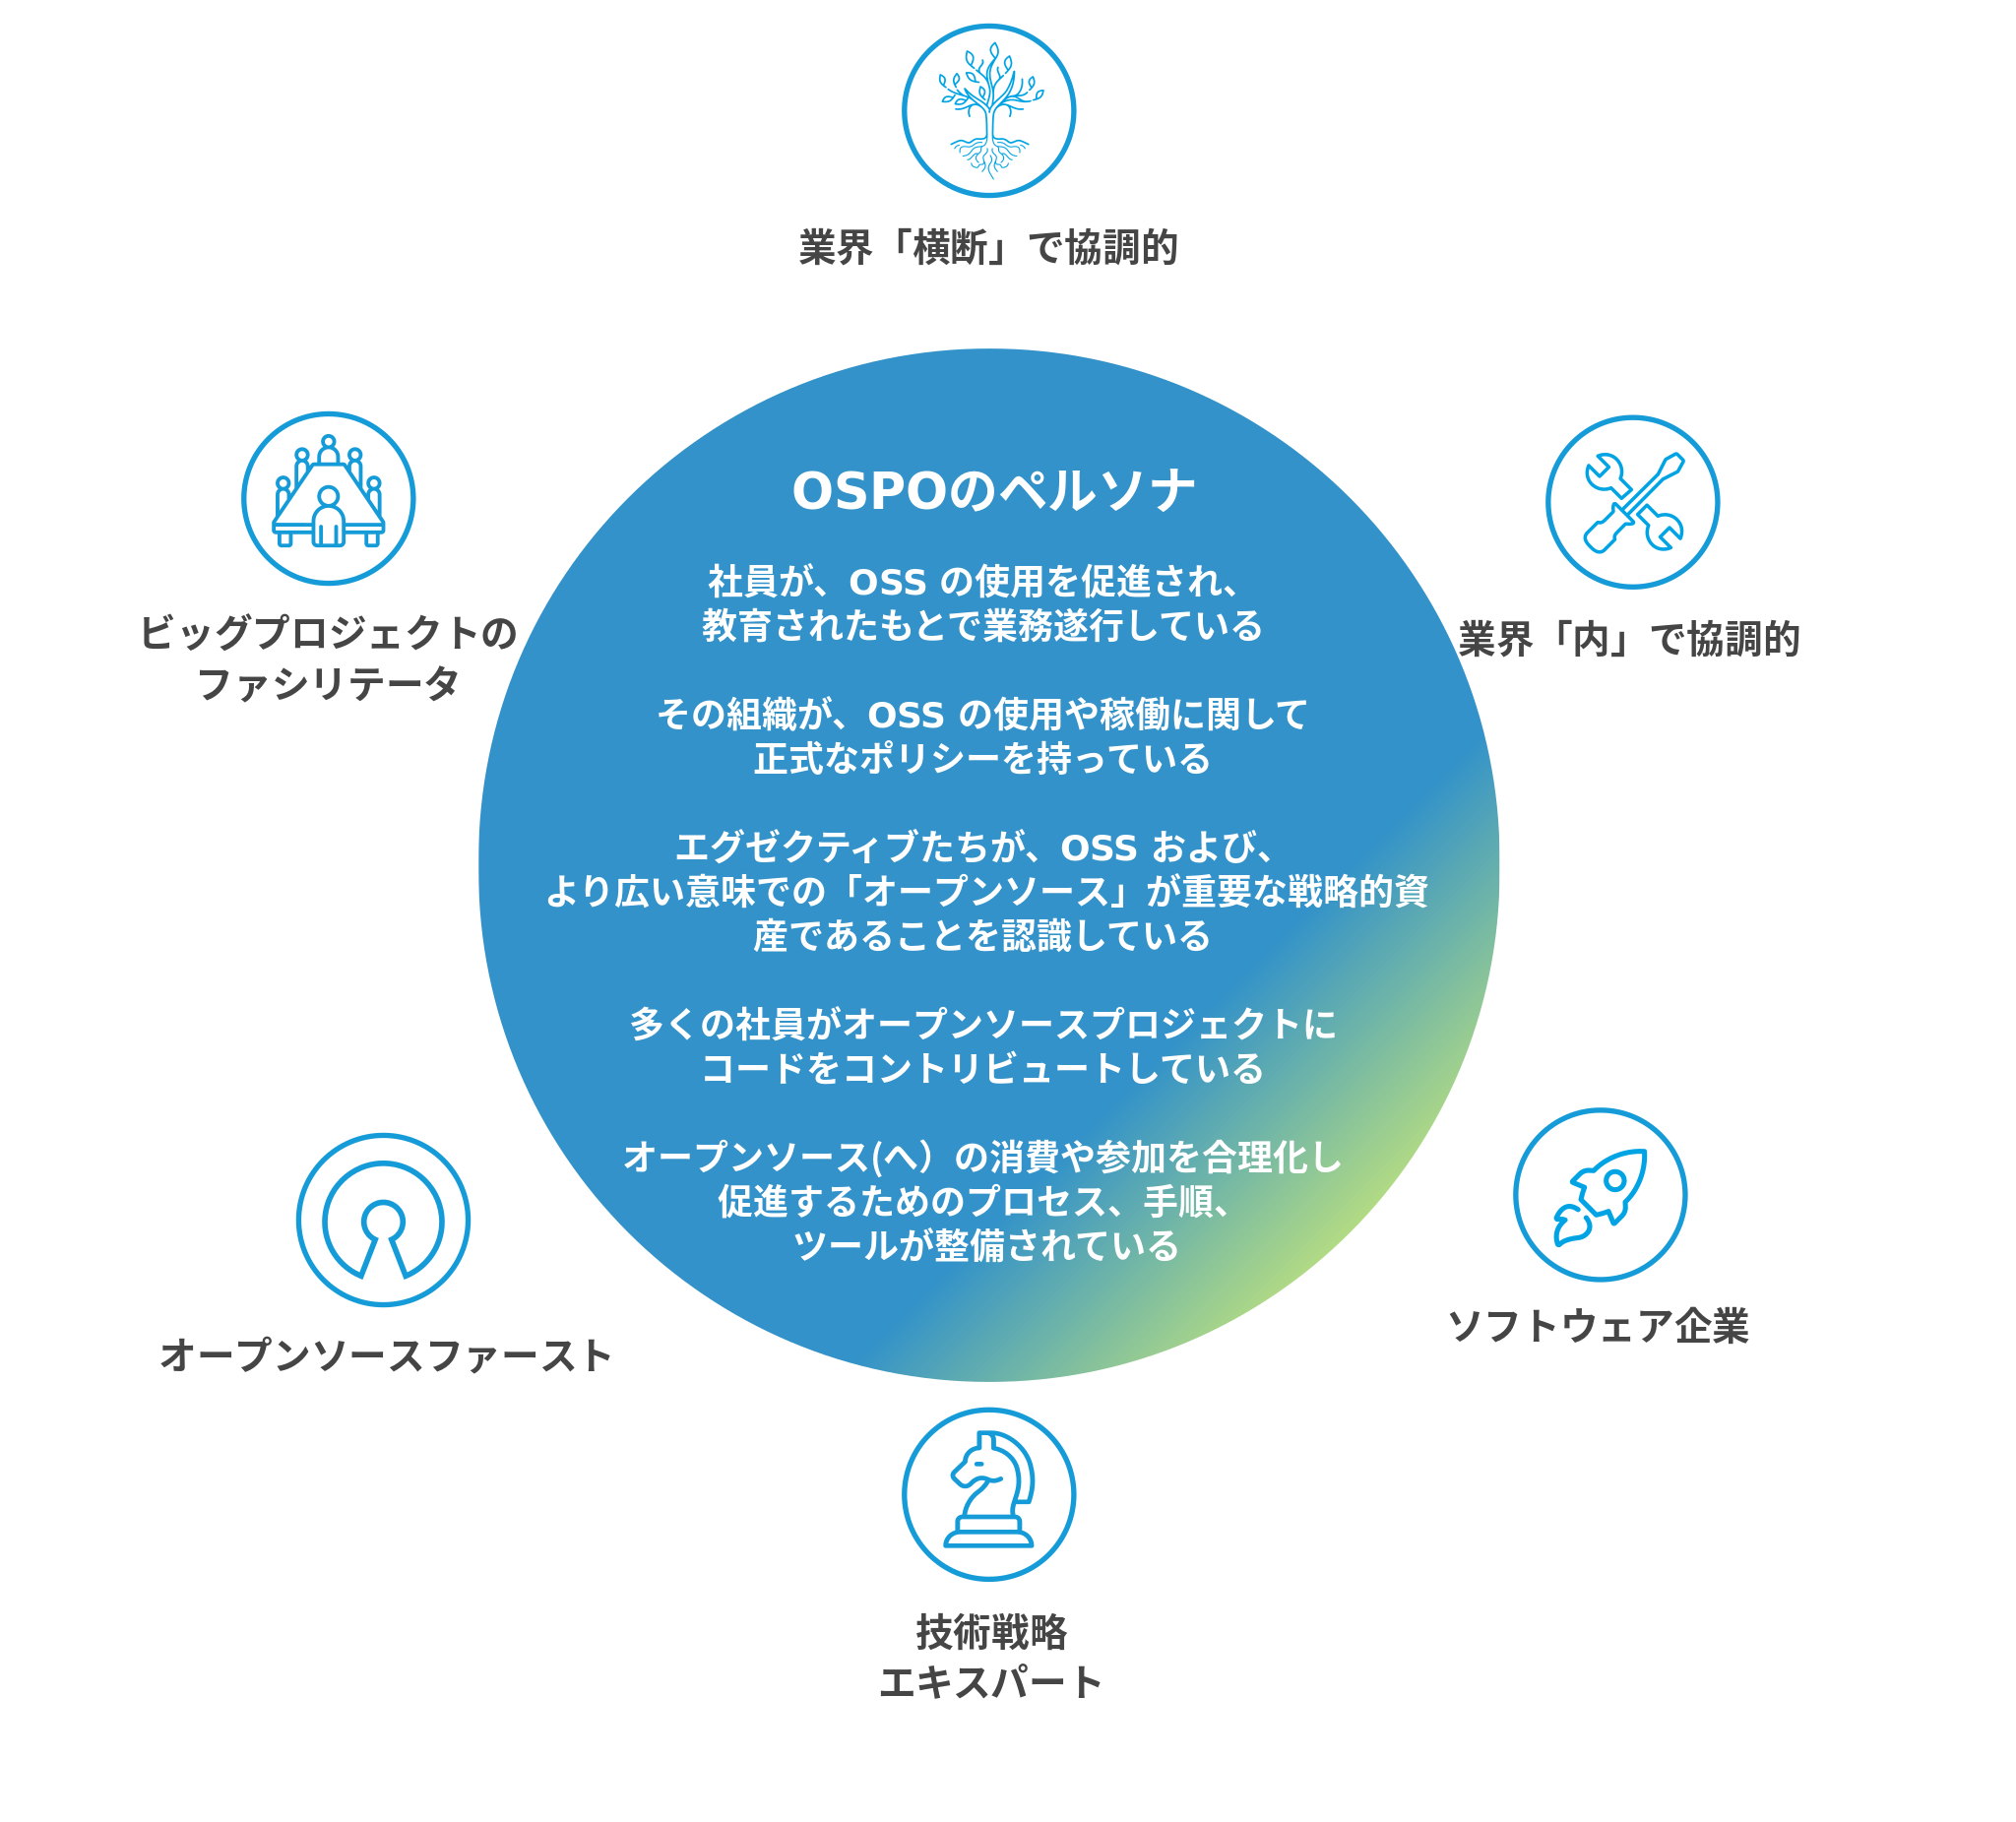 業界「横断」で協調的
ビッグプロジェクトの
ファシリテータ
業界「内」で協調的
OSPOのペルソナ
社員が、OSS の使用を促進され、
教育されたもとで業務遂行している
その組織が、OSS の使用や稼働に関して
正式なポリシーを持っている
エグゼクティブたちが、OSS および、
より広い意味での「オープンソース」が重要な戦略的資
産であることを認識している
多くの社員がオープンソースプロジェクトに
コードをコントリビュートしている
オープンソース(へ）の消費や参加を合理化し
促進するためのプロセス、手順、
ツールが整備されている
オープンソースファースト
ソフトウェア企業
技術戦略
エキスパート